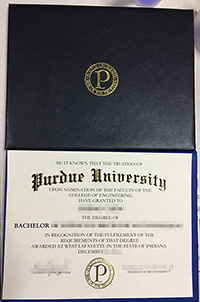 P
BE IT KNOWN THAT THE TRUSTEES OF
Purdue University
UPON NOMINATION OF THE FACULTY OF THE
COLLEGE OF ENGINEERING
HAVE GRANTED TO
THE DEGREE OF
BACHELOR
IN RECOGNITION OF THE FULFILLMENT OF THE
REQUIREMENTS OF THAT DEGREE
AWARDED AT WEST LAFAYETTE IN THE STATE OF INDIANA
DECEMBER
P